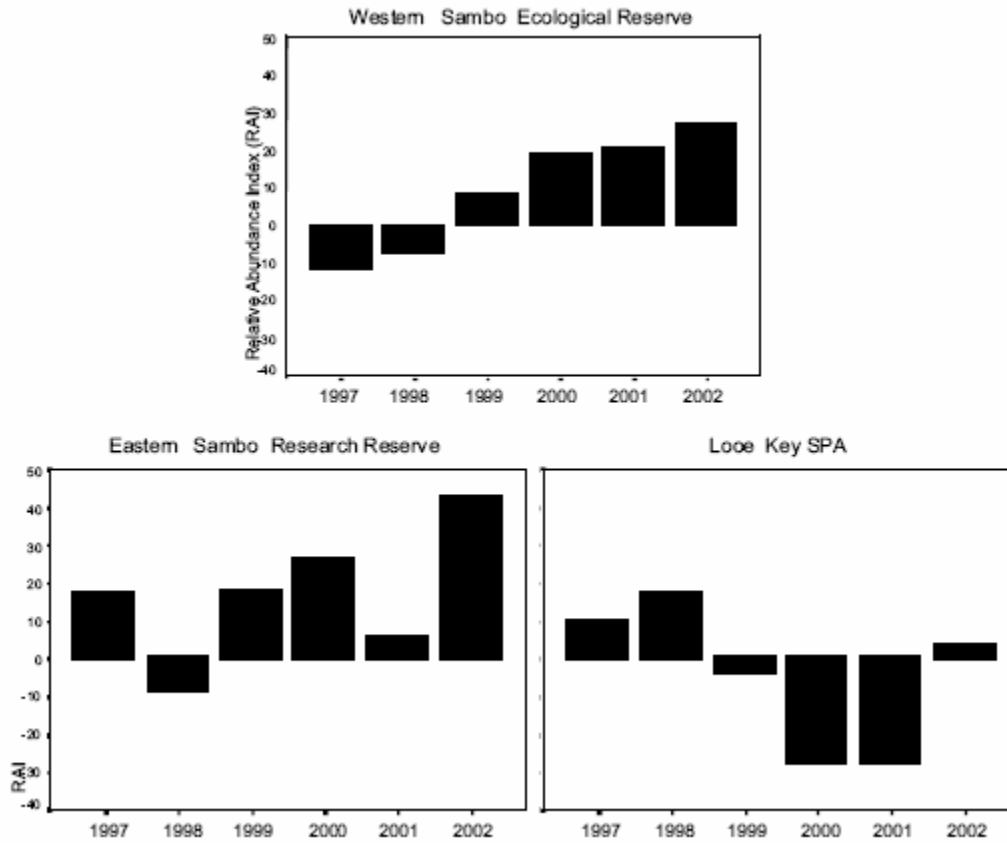 Western Sambo Ecological Reserve
Relative Abundance Index (RAI)
50
40
30
20
10
0
-10
-20
-30
-40
1997 1998 1999 2000 2001 2002
Eastern Sambo Research Reserve
RAI
50
40
30
20
10
0
-10
-20
-30
-40
1997 1998 1999 2000 2001 2002
Looe Key SPA
1997 1998 1999 2000 2001 2002